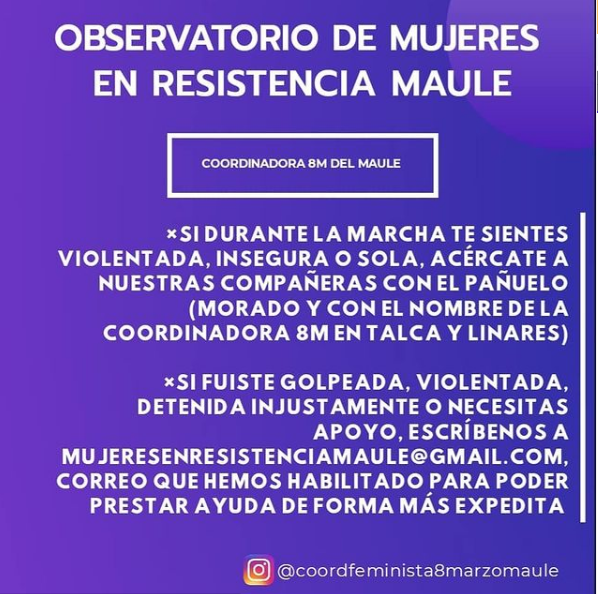 OBSERVATORIO DE MUJERES
EN RESISTENCIA MAULE
COORDINADORA 8M DEL MAULE
×SI DURANTE LA MARCHA TE SIENTES
VIOLENTADA, INSEGURA O SOLA, ACÉRCATE A
NUESTRAS COMPAÑERAS CON EL PAÑUELO
(MORADO Y CON EL NOMBRE DE LA
COORDINADORA 8M EN TALCA Y LINARES)
×SI FUISTE GOLPEADA, VIOLENTADA,
DETENIDA INJUSTAMENTE O NECESITAS
APOYO, ESCRÍBENOS A
MUJERESENRESISTENCIAMAULE@GMAIL.COM,
CORREO QUE HEMOS HABILITADO PARA PODER
PRESTAR AYUDA DE FORMA MÁS EXPEDITA
@coordfeminista8marzomaule